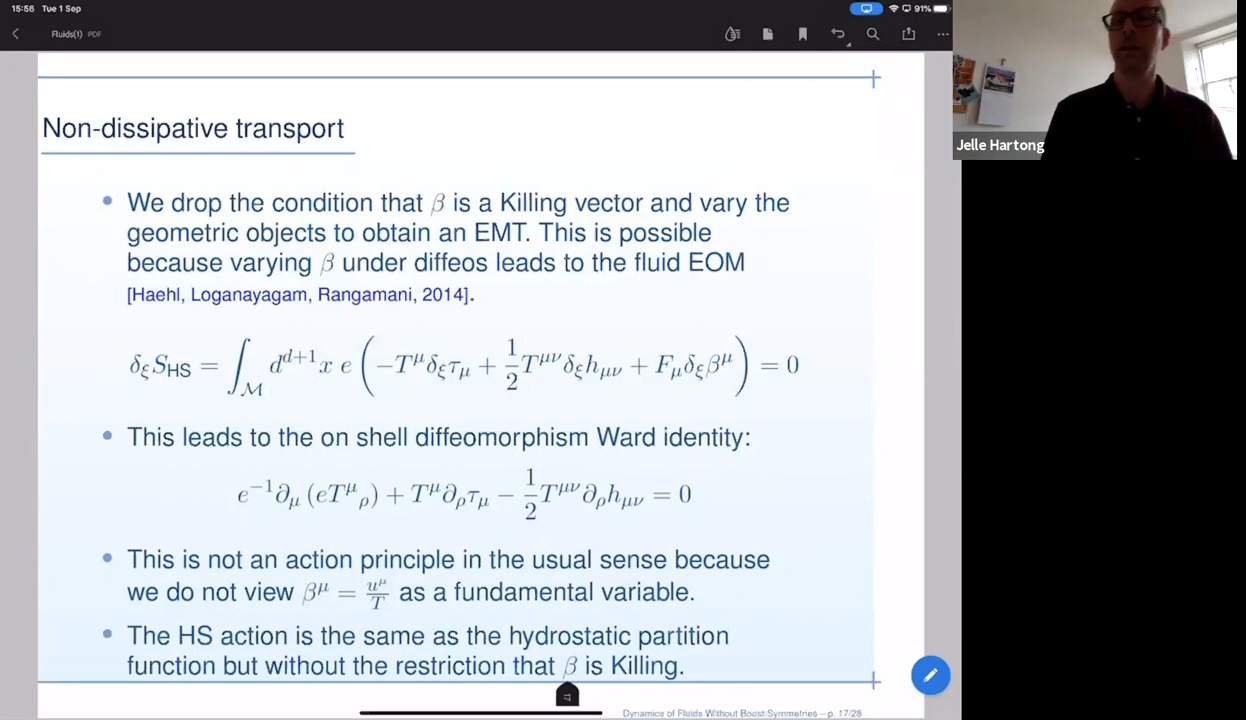 15:56 Tue 1 Sep
91%
Fluids(1) PDF
Jelle Hartong
Non-dissipative transport
• We drop the condition that β is a Killing vector and vary the
geometric objects to obtain an EMT. This is possible
because varying β under diffeos leads to the fluid EOM
[Haehl, Loganayagam, Rangamani, 2014].
δ_ξ S_HS = ∫_M d^{d+1}x e ( −T^μ δ_ξ τ_μ + 1/2 T^{μν} δ_ξ h_{μν} + F_μ δ_ξ β^μ ) = 0
• This leads to the on shell diffeomorphism Ward identity:
e^{−1} ∂_μ (eT^μ_ρ) + T^μ ∂_ρ τ_μ − 1/2 T^{μν} ∂_ρ h_{μν} = 0
• This is not an action principle in the usual sense because
we do not view β^μ = u^μ/T as a fundamental variable.
• The HS action is the same as the hydrostatic partition
function but without the restriction that β is Killing.
Dynamics of Fluids Without Boost Symmetries – p. 17/28